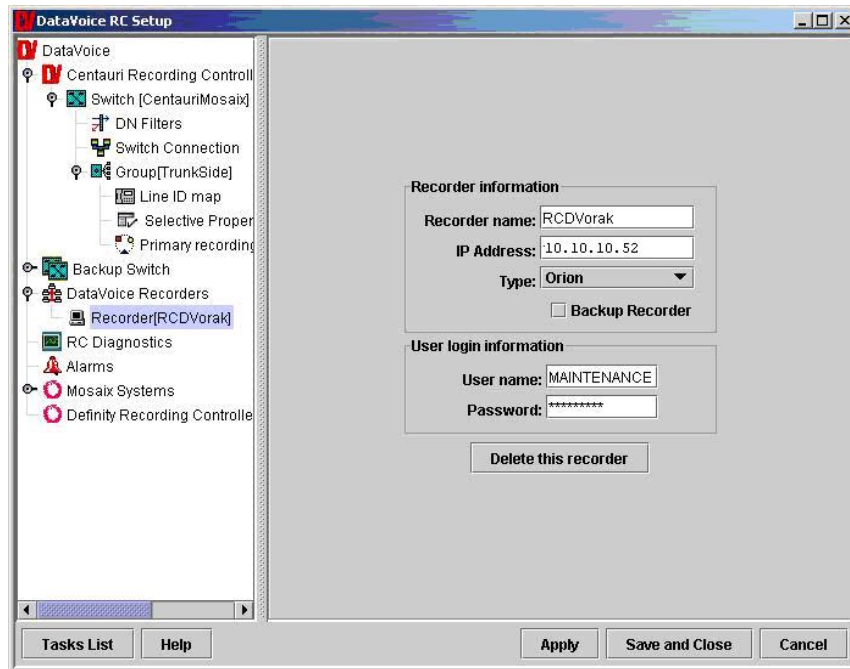 DataVoice RC Setup
DataVoice
Centauri Recording Controll
Switch [CentauriMosaix]
DN Filters
Switch Connection
Group[TrunkSide]
Line ID map
Selective Proper
Primary recording
Backup Switch
DataVoice Recorders
Recorder[RCDVorak]
RC Diagnostics
Alarms
Mosaix Systems
Definity Recording Controlle
Recorder information
Recorder name: RCDVorak
IP Address: 10.10.10.52
Type: Orion
Backup Recorder
User login information
User name: MAINTENANCE
Password: *********
Delete this recorder
Tasks List Help Apply Save and Close Cancel